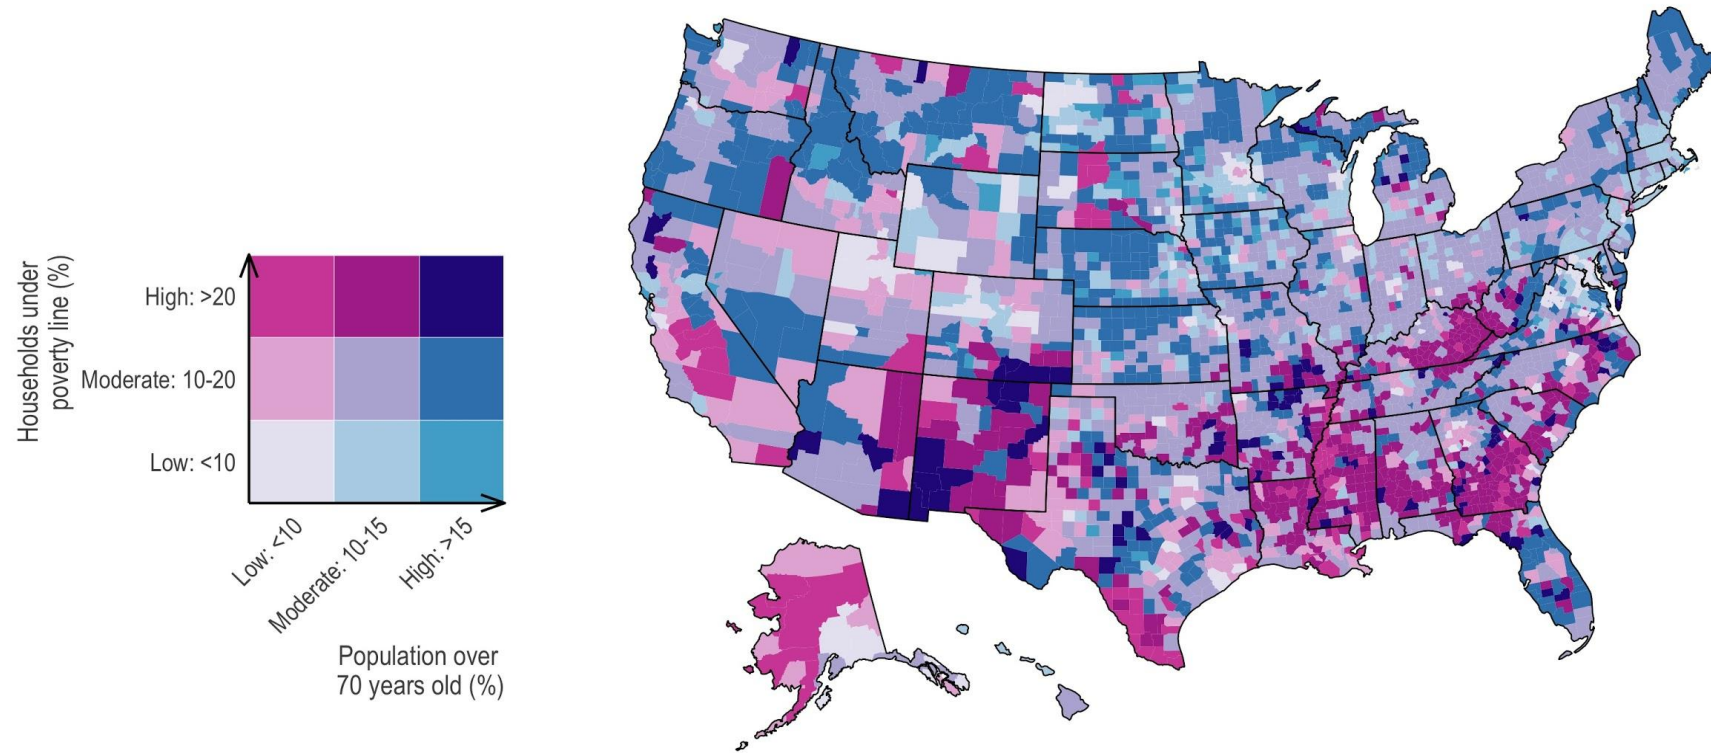 Households under
poverty line (%)
High: >20
Moderate: 10-20
Low: <10
Low: <10
Moderate: 10-15
High: >15
Population over
70 years old (%)